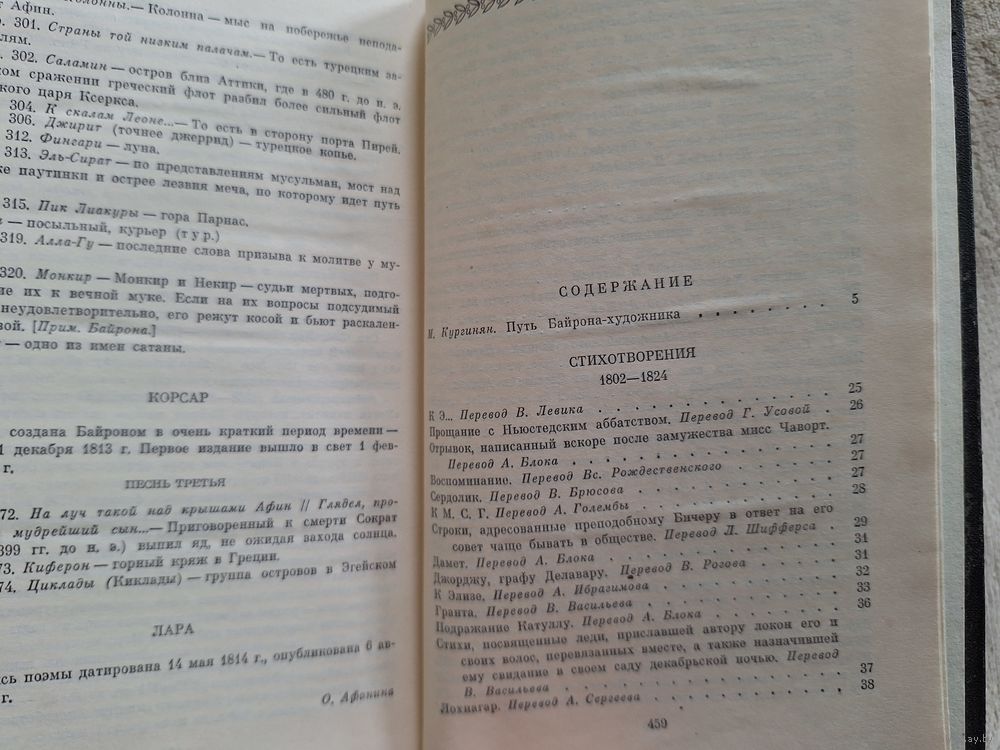 Колонны.— Колонна — мыс на побережье непода-
т Афин.
301. Страны той низким палачам.— То есть турецким за-
лям.
302. Саламин — остров близ Аттики, где в 480 г. до н. э.
ом сражении греческий флот разбил более сильный флот
ского царя Ксеркса.
304. К скалам Леоне...— То есть в сторону порта Пирей.
306. Джирит (точнее джеррид) — турецкое копье.
312. Фингари — луна.
313. Эль-Сират — по представлениям мусульман, мост над
же паутинки и острее лезвия меча, по которому идет путь
315. Пик Лиакуры — гора Парнас.
— посыльный, курьер (тур.)
319. Алла-Гу — последние слова призыва к молитве у му-
320. Монкир — Монкир и Некир — судьи мертвых, подго-
ие их к вечной муке. Если на их вопросы подсудимый
неудовлетворительно, его режут косой и бьют раскален-
вой. [Прим. Байрона.]
— одно из имен сатаны.
КОРСАР
создана Байроном в очень краткий период времени —
1 декабря 1813 г. Первое издание вышло в свет 1 фев-
г.
ПЕСНЬ ТРЕТЬЯ
72. На луч такой над крышами Афин // Глядел, про-
мудрейший сын...— Приговоренный к смерти Сократ
399 гг. до н. э.) выпил яд, не ожидая захода солнца.
73. Киферон — горный кряж в Греции.
74. Циклады (Киклады) — группа островов в Эгейском
ЛАРА
сь поэмы датирована 14 мая 1814 г., опубликована 6 ав-
г.
О. Афонина
СОДЕРЖАНИЕ
М. Кургинян. Путь Байрона-художника . . . . . . . 5
СТИХОТВОРЕНИЯ
1802—1824
К Э... Перевод В. Левика . . . . . . . . . . . . 25
Прощание с Ньюстедским аббатством. Перевод Г. Усовой . 26
Отрывок, написанный вскоре после замужества мисс Чаворт.
Перевод А. Блока . . . . . . . . . . . . . 27
Воспоминание. Перевод Вс. Рождественского . . . . . . 27
Сердолик. Перевод В. Брюсова . . . . . . . . . . 27
К М. С. Г. Перевод А. Голембы . . . . . . . . . . 28
Строки, адресованные преподобному Бичеру в ответ на его
совет чаще бывать в обществе. Перевод Л. Шифферса . 29
Дамет. Перевод А. Блока . . . . . . . . . . . . 31
Джорджу, графу Делавару. Перевод В. Рогова . . . . . 31
К Элизе. Перевод А. Ибрагимова . . . . . . . . . 32
Гранта. Перевод В. Васильева . . . . . . . . . . 33
Подражание Катуллу. Перевод А. Блока . . . . . . . 36
Стихи, посвященные леди, приславшей автору локон его и
своих волос, перевязанных вместе, а также назначившей
ему свидание в своем саду декабрьской ночью. Перевод
В. Васильева . . . . . . . . . . . . . . . 37
Лохнагар. Перевод А. Сергеева . . . . . . . . . . 38
459
ay.by